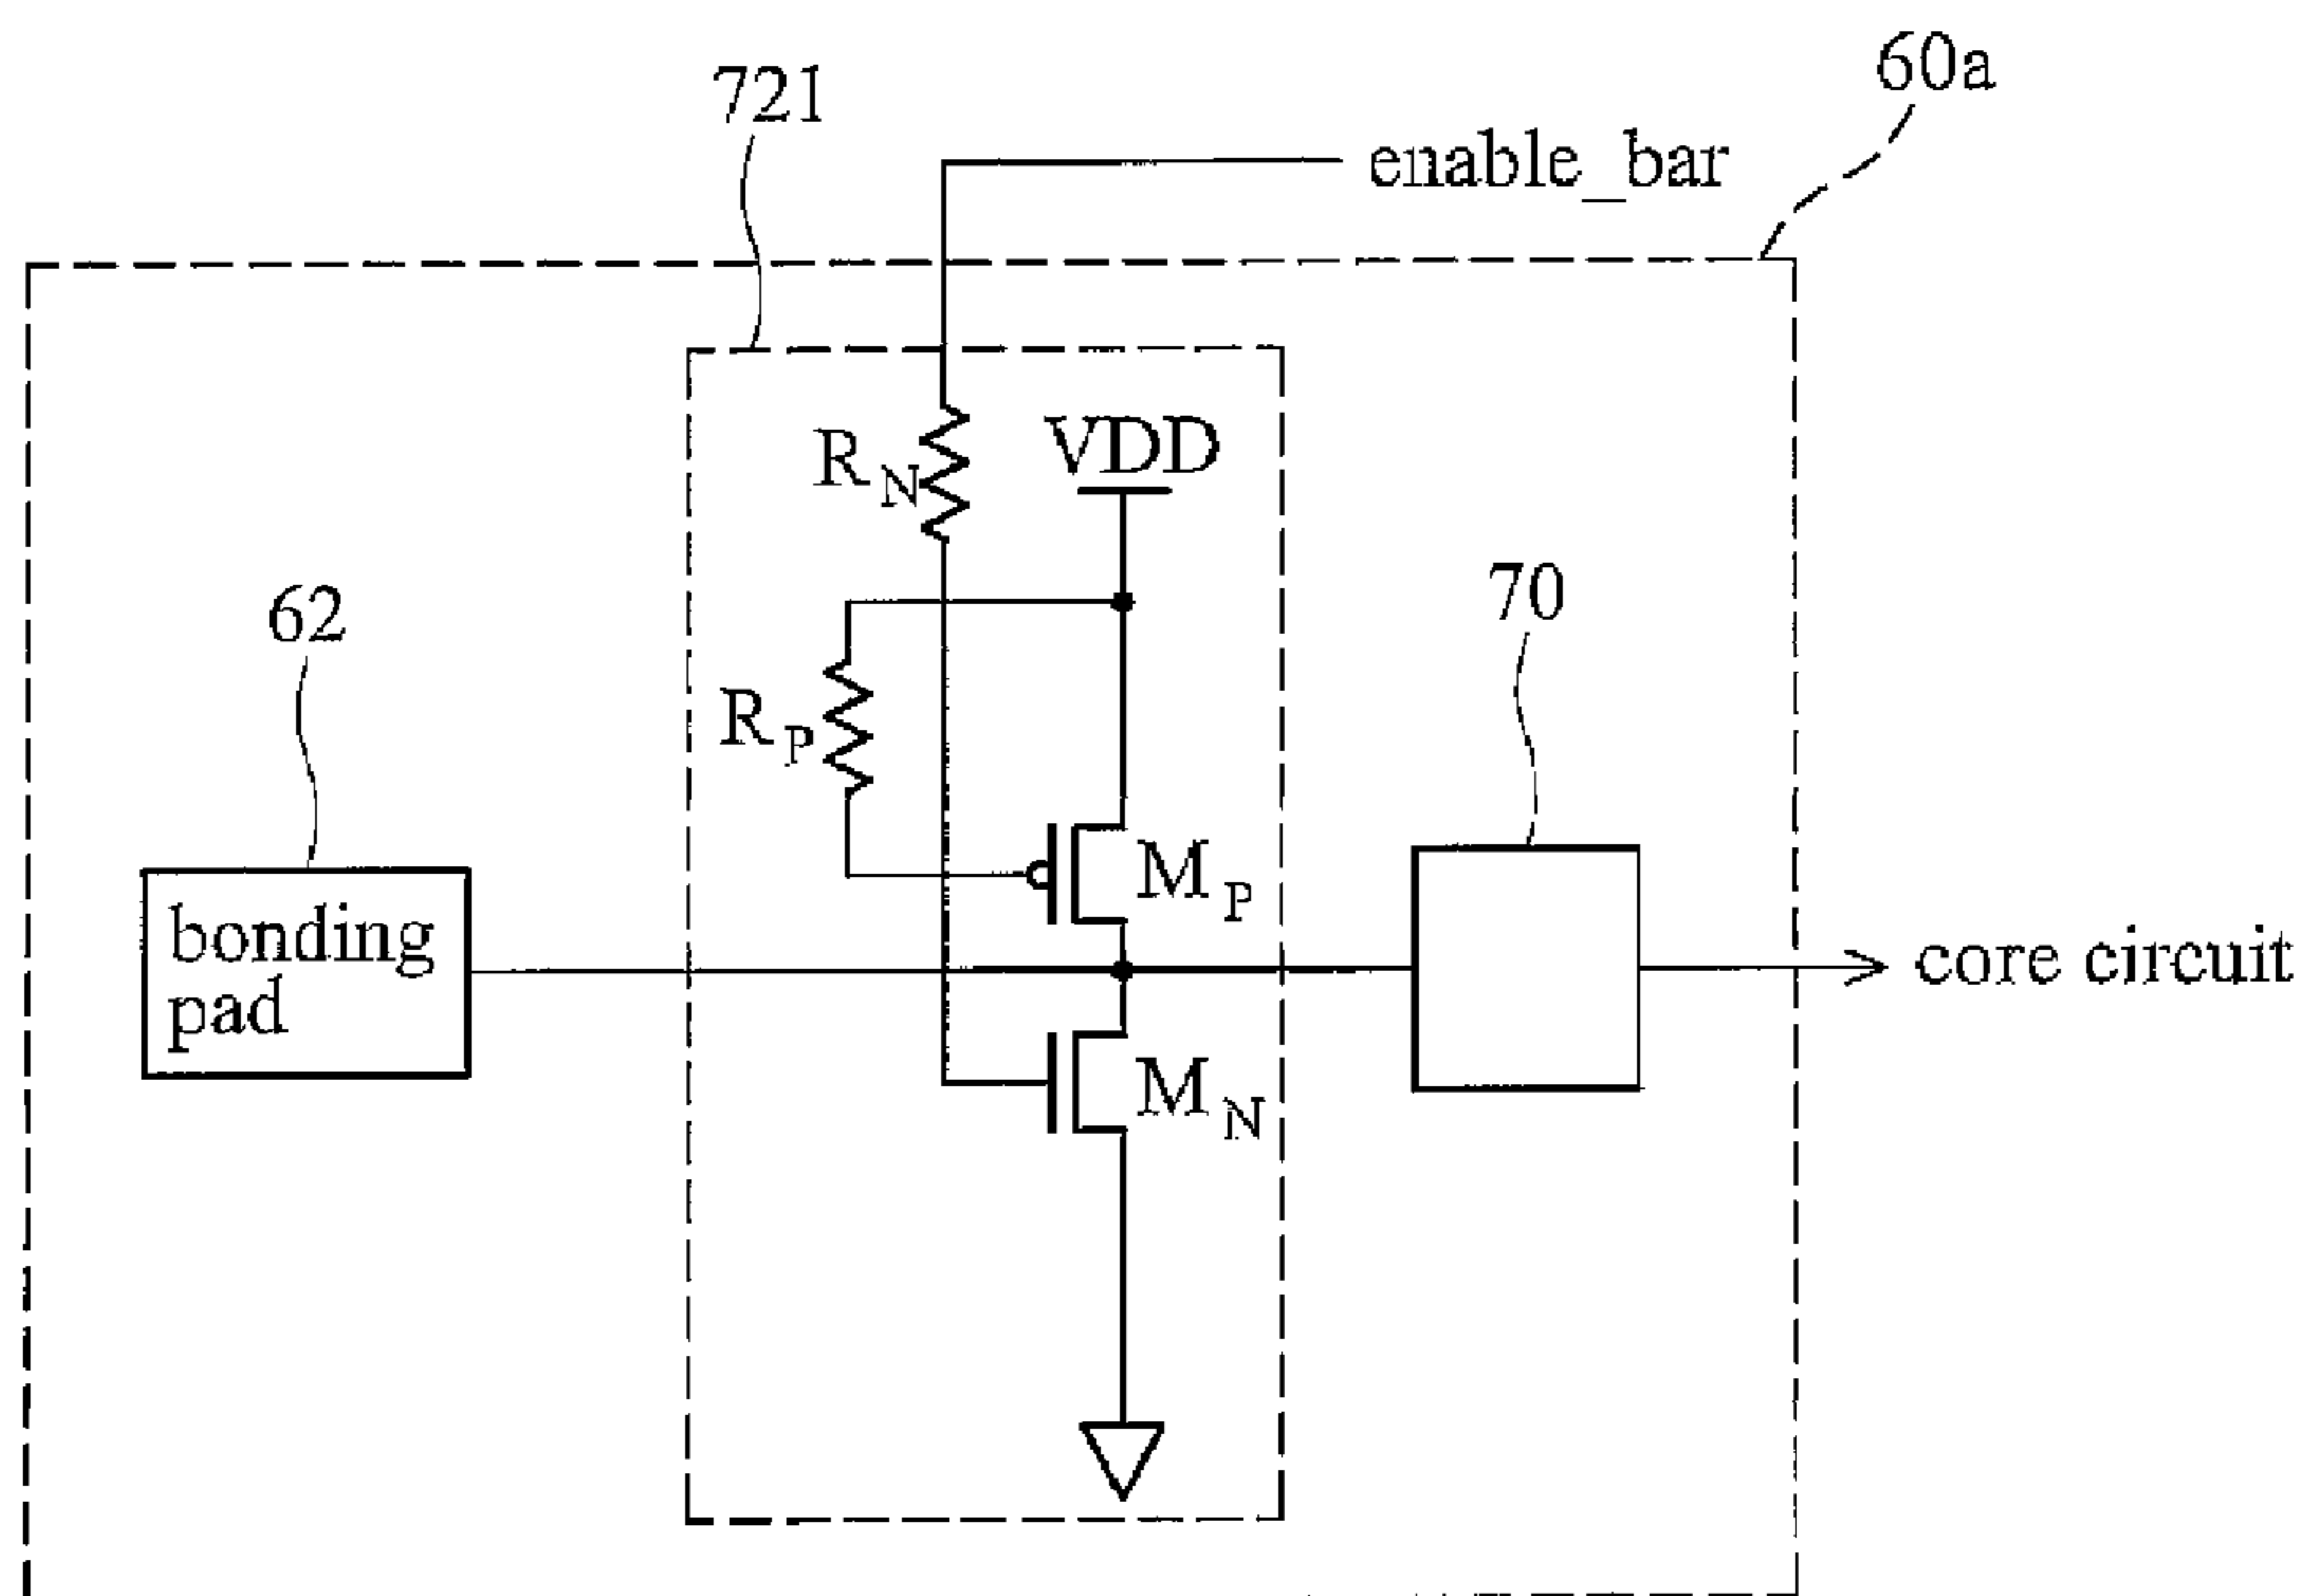 60a
721
enable_bar
RN
VDD
70
62
RP
MP
bonding
pad
core circuit
MN